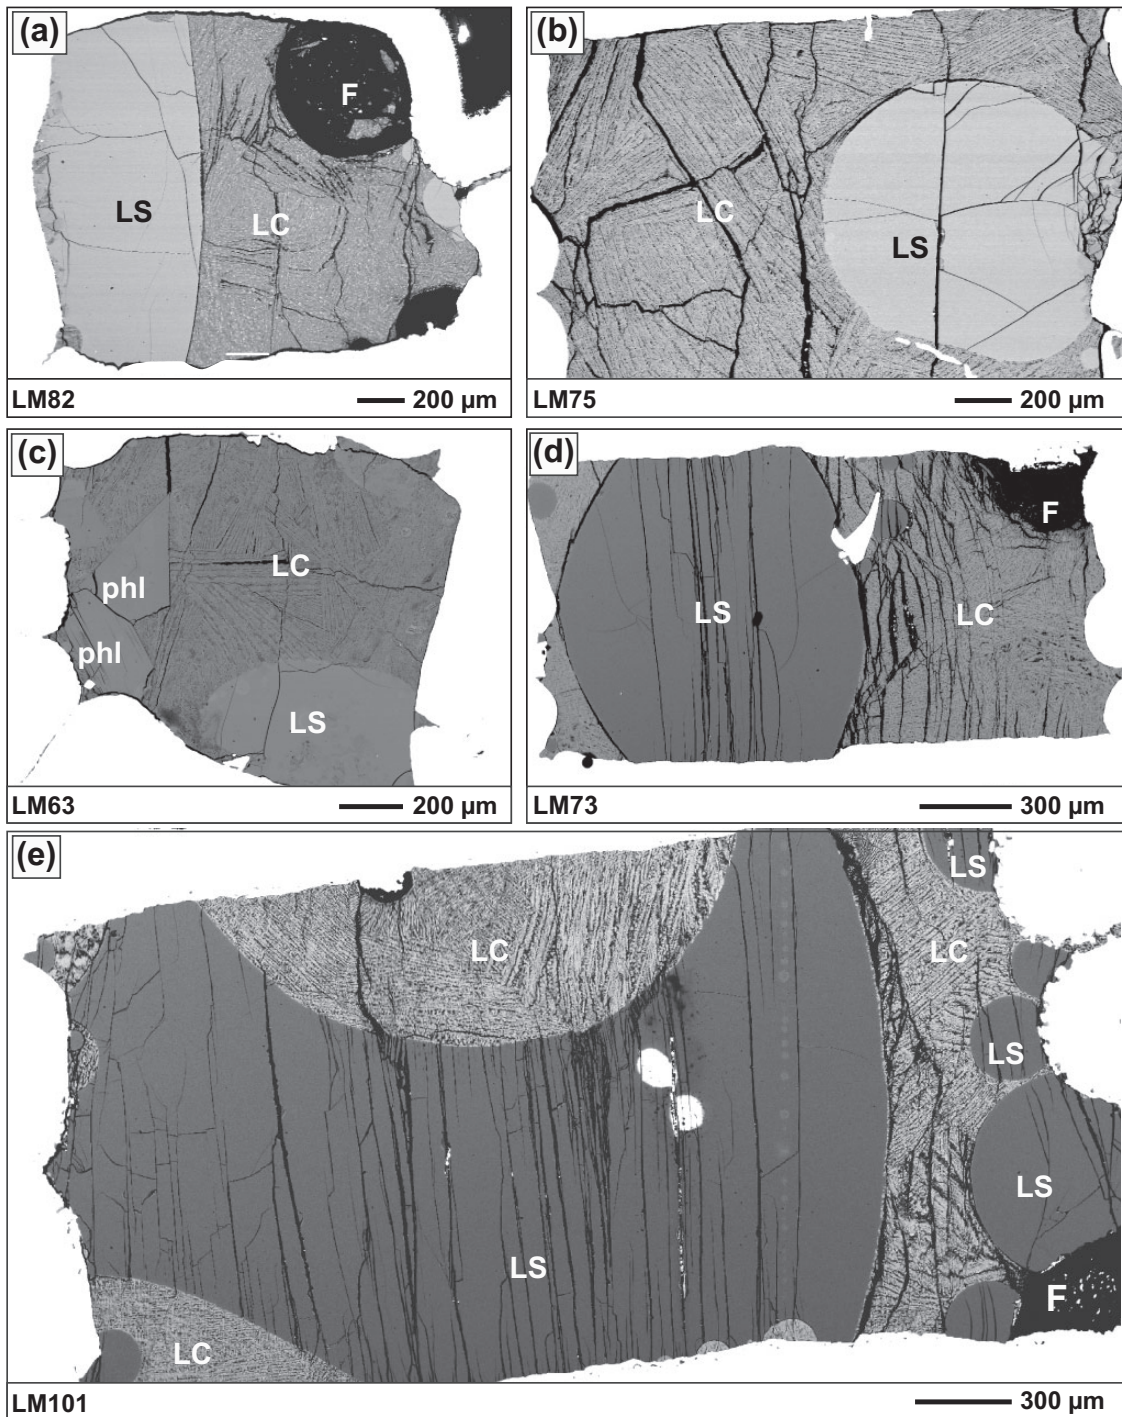 (a)
F
LS
LC
LM82
200 µm
(b)
LC
LS
LM75
200 µm
(c)
LC
phl
phl
LS
LM63
200 µm
(d)
F
LS
LC
LM73
300 µm
(e)
LS
LC
LC
LS
LS
LS
F
LC
LM101
300 µm